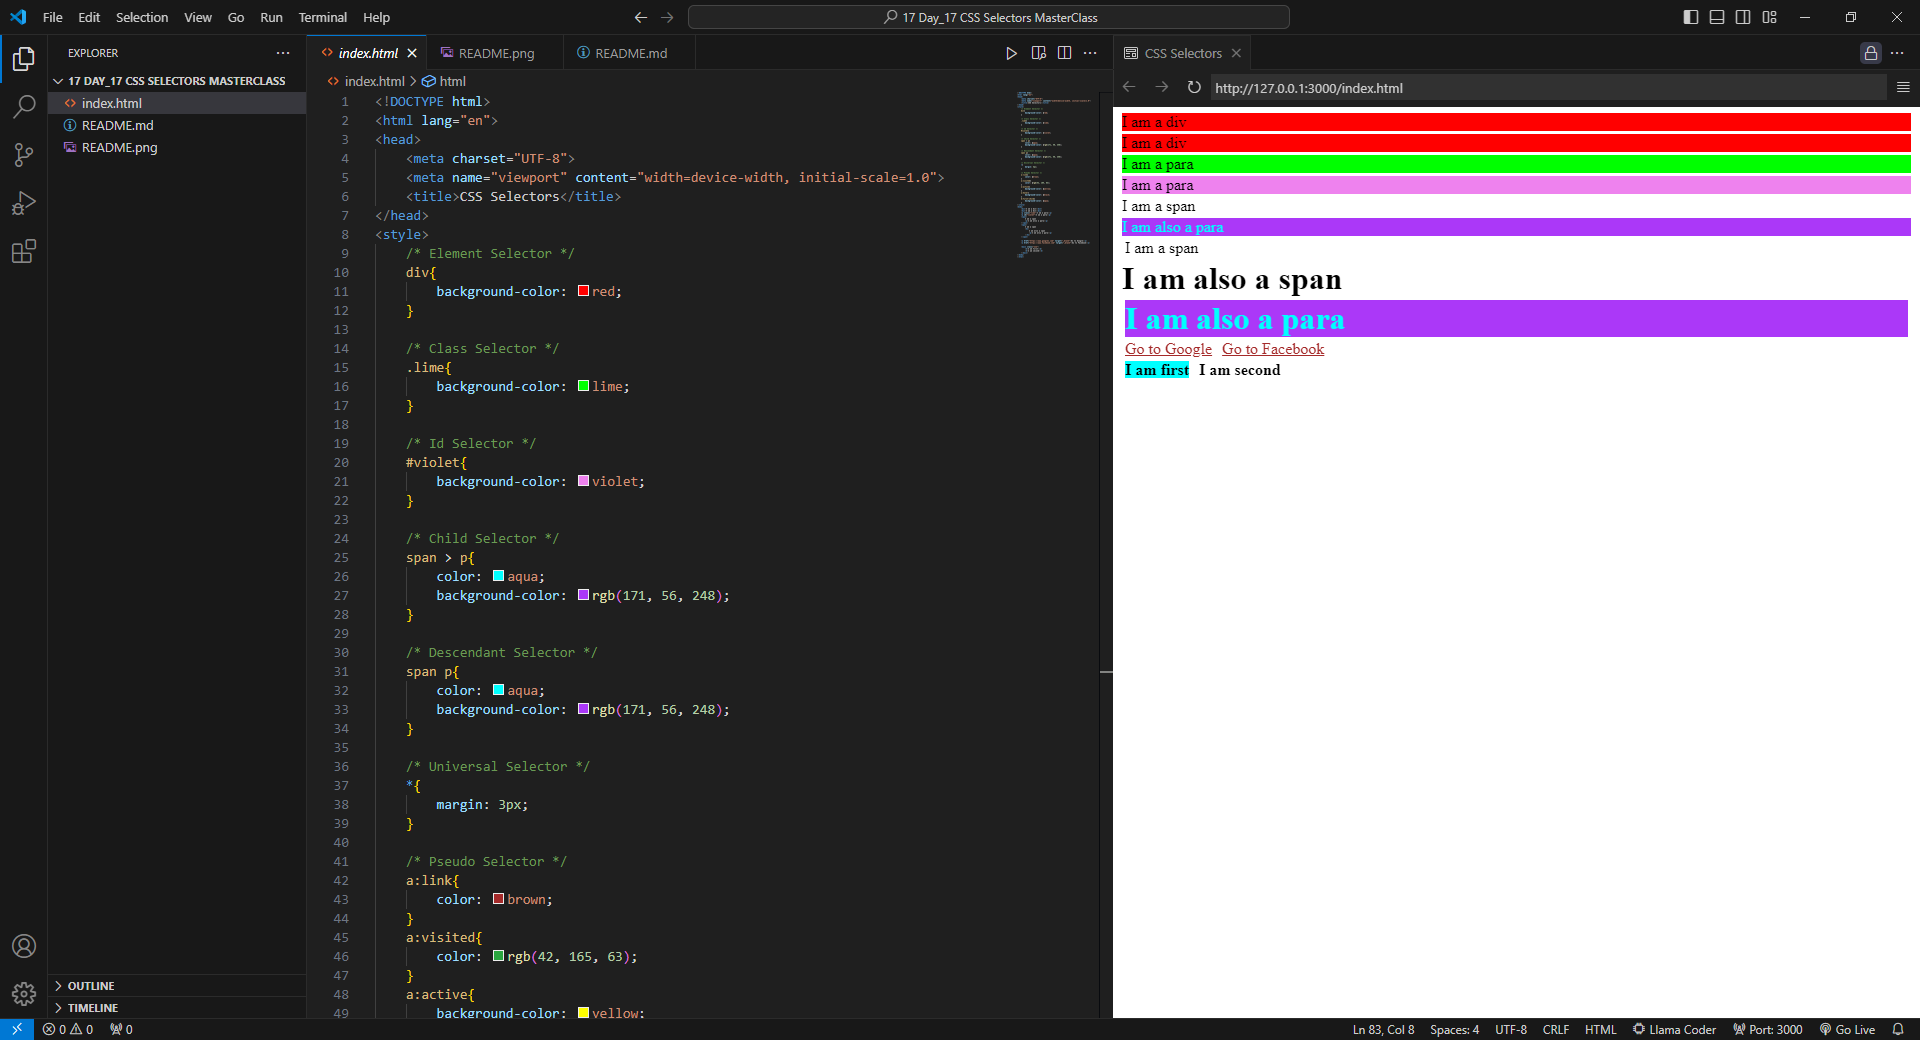 File Edit Selection View Go Run Terminal Help
17 Day_17 CSS Selectors MasterClass
EXPLORER
17 DAY_17 CSS SELECTORS MASTERCLASS
index.html
README.md
README.png
OUTLINE
TIMELINE
index.html README.png README.md
index.html > html
1 <!DOCTYPE html>
2 <html lang="en">
3 <head>
4 <meta charset="UTF-8">
5 <meta name="viewport" content="width=device-width, initial-scale=1.0">
6 <title>CSS Selectors</title>
7 </head>
8 <style>
9 /* Element Selector */
10 div{
11 background-color: red;
12 }
13
14 /* Class Selector */
15 .lime{
16 background-color: lime;
17 }
18
19 /* Id Selector */
20 #violet{
21 background-color: violet;
22 }
23
24 /* Child Selector */
25 span > p{
26 color: aqua;
27 background-color: rgb(171, 56, 248);
28 }
29
30 /* Descendant Selector */
31 span p{
32 color: aqua;
33 background-color: rgb(171, 56, 248);
34 }
35
36 /* Universal Selector */
37 *{
38 margin: 3px;
39 }
40
41 /* Pseudo Selector */
42 a:link{
43 color: brown;
44 }
45 a:visited{
46 color: rgb(42, 165, 63);
47 }
48 a:active{
49 background-color: yellow;
CSS Selectors
http://127.0.0.1:3000/index.html
I am a div
I am a div
I am a para
I am a para
I am a span
I am also a para
I am a span
I am also a span
I am also a para
Go to Google Go to Facebook
I am first I am second
0 0 0
Ln 83, Col 8 Spaces: 4 UTF-8 CRLF HTML Llama Coder Port: 3000 Go Live